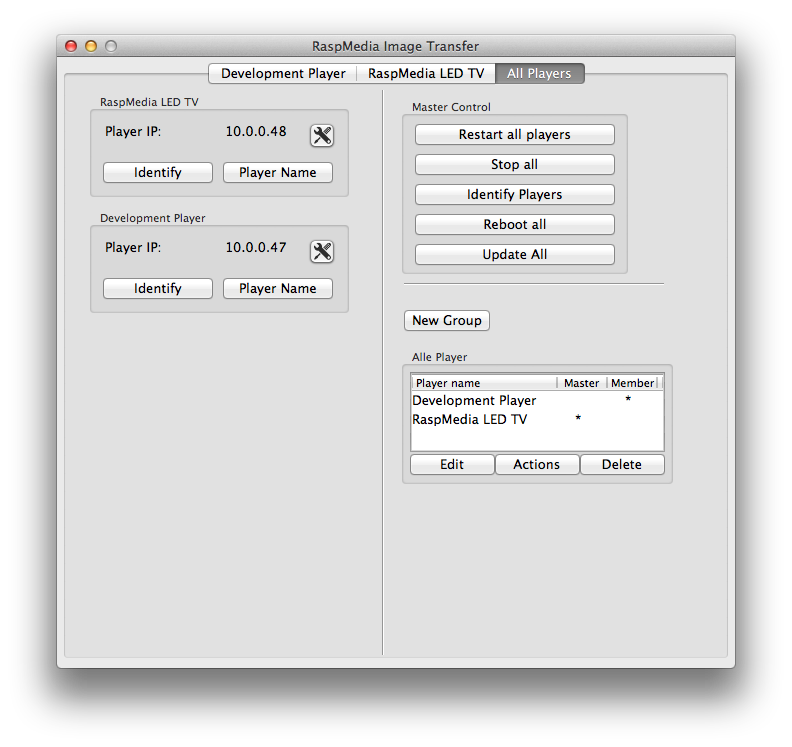 RaspMedia Image Transfer
Development Player RaspMedia LED TV All Players
RaspMedia LED TV
Player IP: 10.0.0.48
Identify Player Name
Development Player
Player IP: 10.0.0.47
Identify Player Name
Master Control
Restart all players
Stop all
Identify Players
Reboot all
Update All
New Group
Alle Player
Player name Master Member
Development Player *
RaspMedia LED TV *
Edit Actions Delete